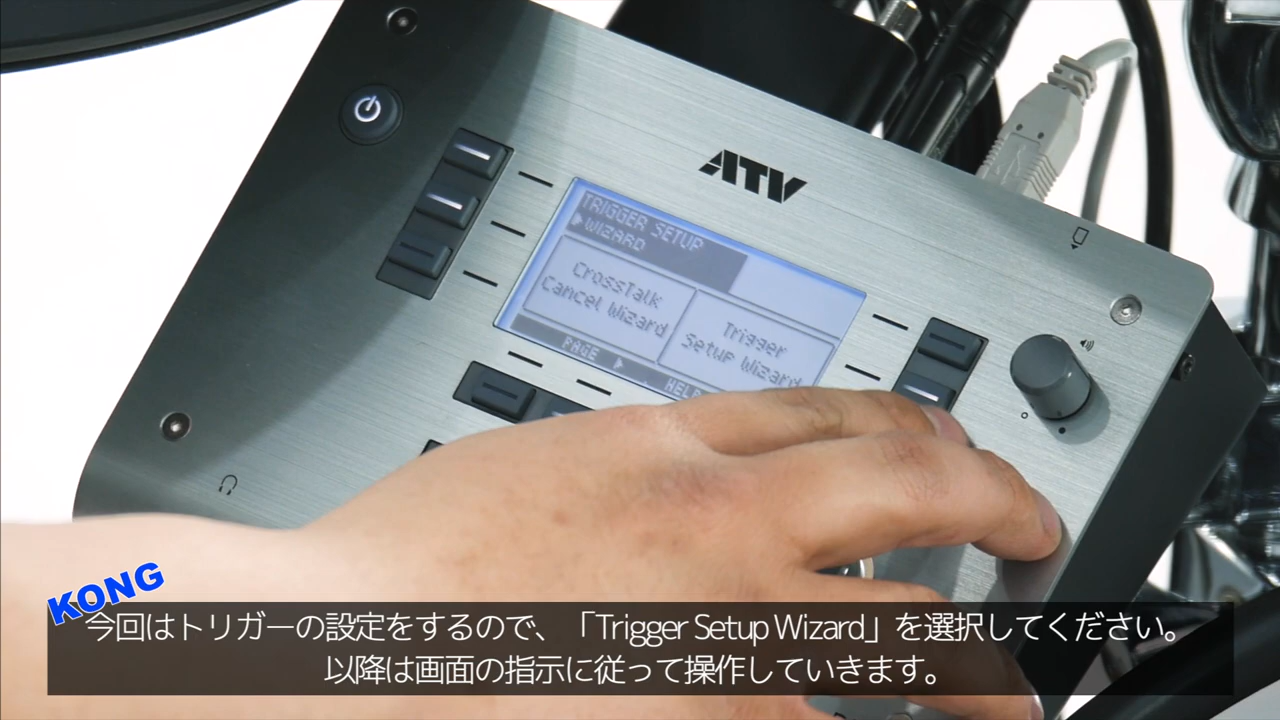 ATV
TRIGGER SETUP
▶WIZARD
CrossTalk
Cancel Wizard
Trigger
Setup Wizard
PAGE ▶
HELP
KONG
今回はトリガーの設定をするので、「Trigger Setup Wizard」を選択してください。
以降は画面の指示に従って操作していきます。